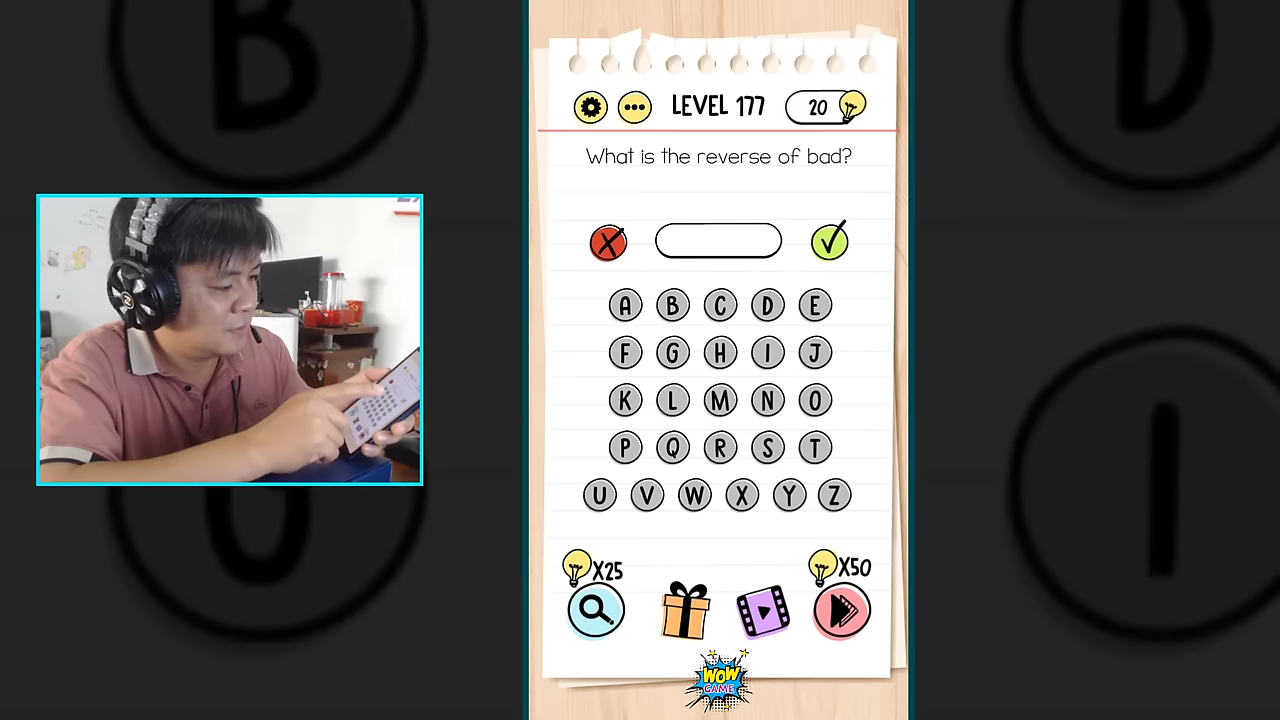 LEVEL 177
20
What is the reverse of bad?
X
A B C D E
F G H I J
K L M N O
P Q R S T
U V W X Y Z
X25
X50
WOW
GAME
B
D
I